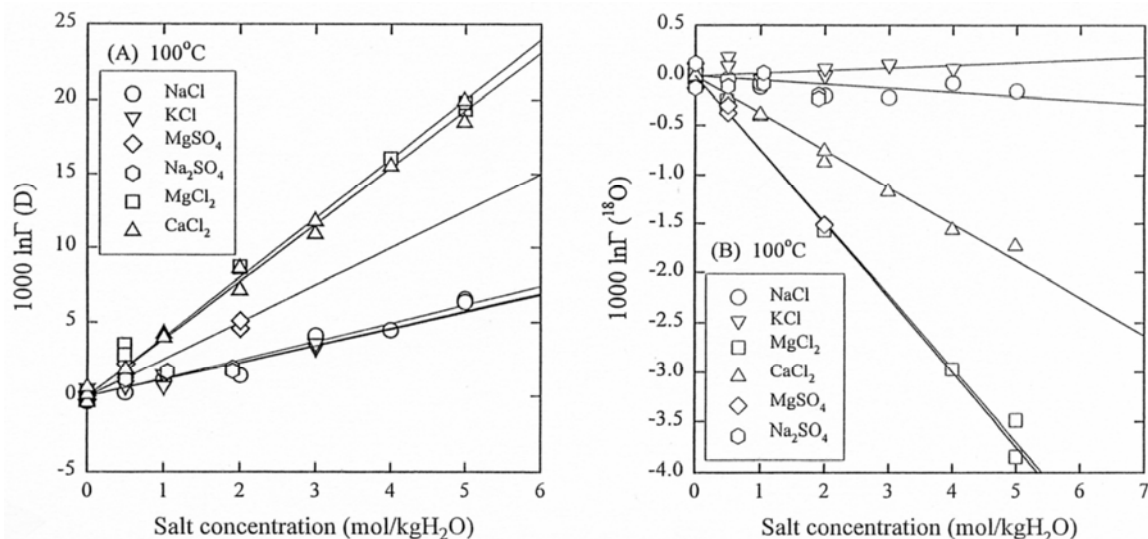 25
20
15
10
5
0
-5
1000 lnΓ (D)
(A) 100°C
NaCl
KCl
MgSO₄
Na₂SO₄
MgCl₂
CaCl₂
0 1 2 3 4 5 6
Salt concentration (mol/kgH₂O)
0.5
0.0
-0.5
-1.0
-1.5
-2.0
-2.5
-3.0
-3.5
-4.0
1000 lnΓ (¹⁸O)
(B) 100°C
NaCl
KCl
MgCl₂
CaCl₂
MgSO₄
Na₂SO₄
0 1 2 3 4 5 6 7
Salt concentration (mol/kgH₂O)